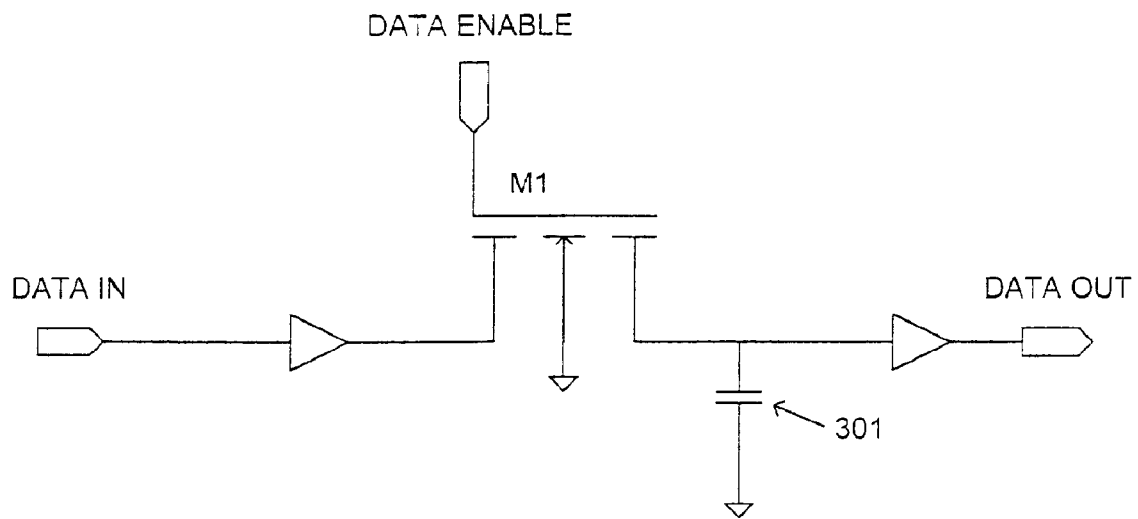 DATA ENABLE
M1
DATA IN
DATA OUT
301